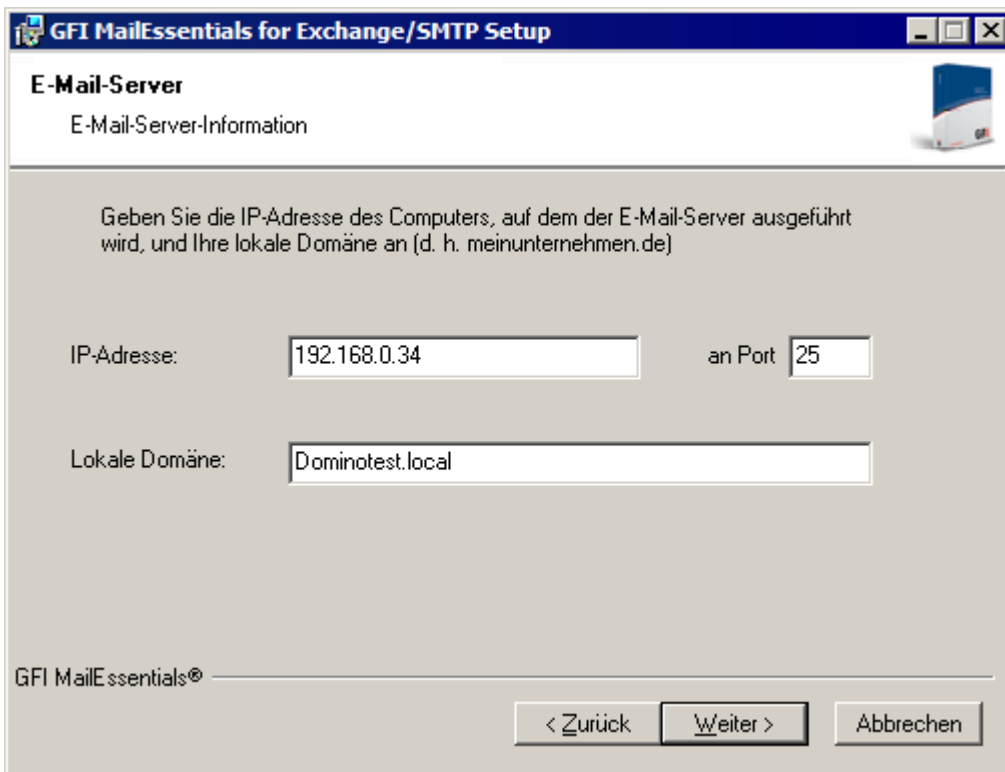 GFI MailEssentials for Exchange/SMTP Setup
E-Mail-Server
E-Mail-Server-Information
GFI
Geben Sie die IP-Adresse des Computers, auf dem der E-Mail-Server ausgeführt
wird, und Ihre lokale Domäne an (d. h. meinunternehmen.de)
IP-Adresse: 192.168.0.34 an Port 25
Lokale Domäne: Dominotest.local
GFI MailEssentials®
< Zurück Weiter > Abbrechen